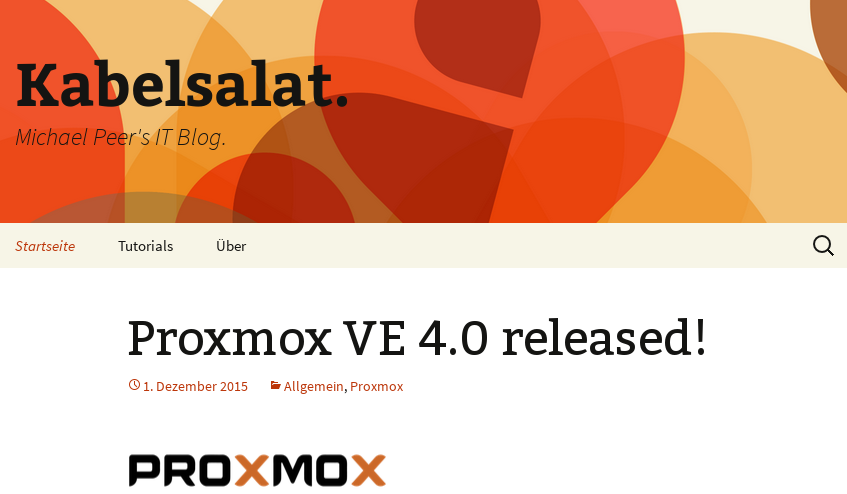 Kabelsalat.
Michael Peer's IT Blog.
Startseite Tutorials Über
Proxmox VE 4.0 released!
1. Dezember 2015 Allgemein, Proxmox
PROXMOX